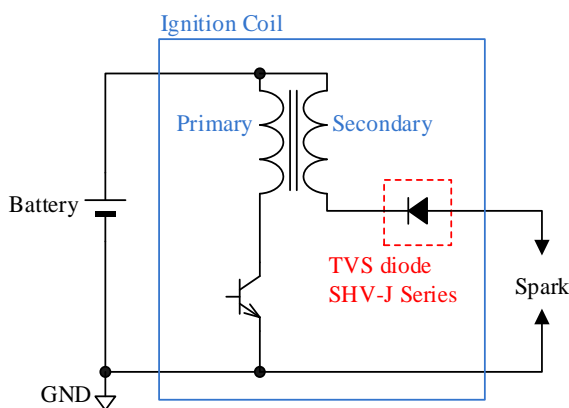 Ignition Coil
Primary
Secondary
Battery
TVS diode
SHV-J Series
Spark
GND